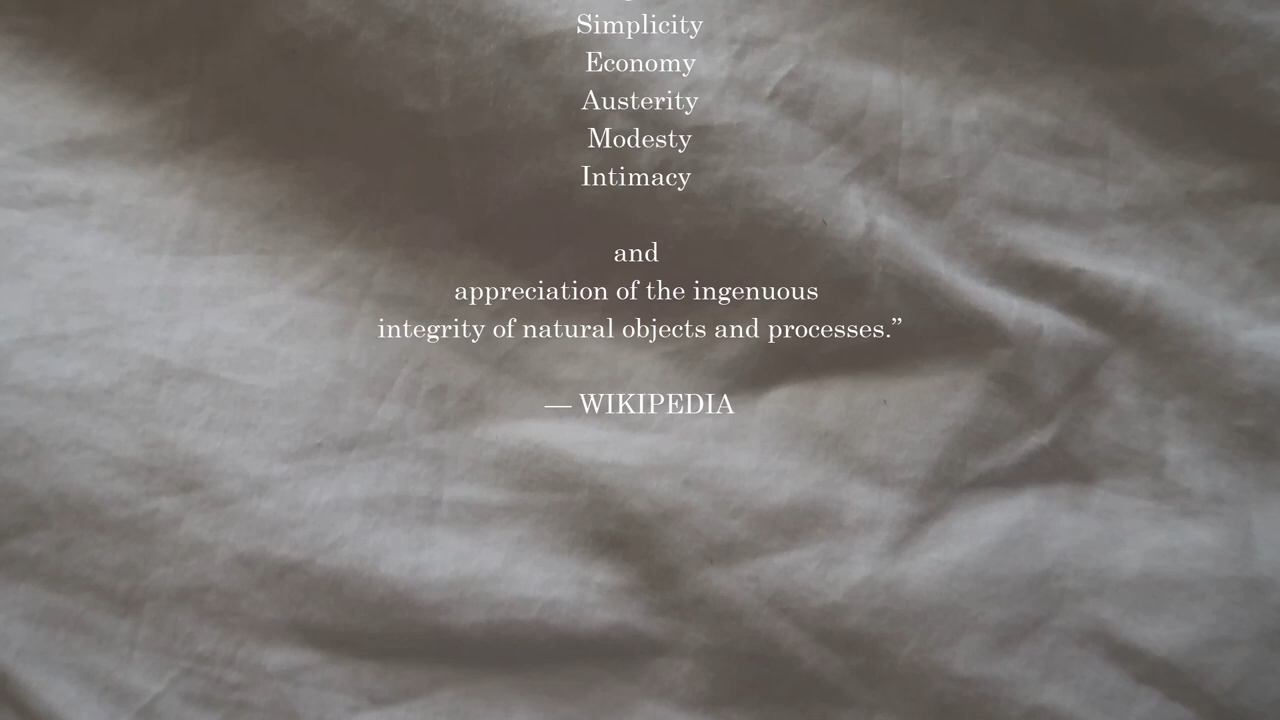 Simplicity
Economy
Austerity
Modesty
Intimacy
and
appreciation of the ingenuous
integrity of natural objects and processes.”
— WIKIPEDIA